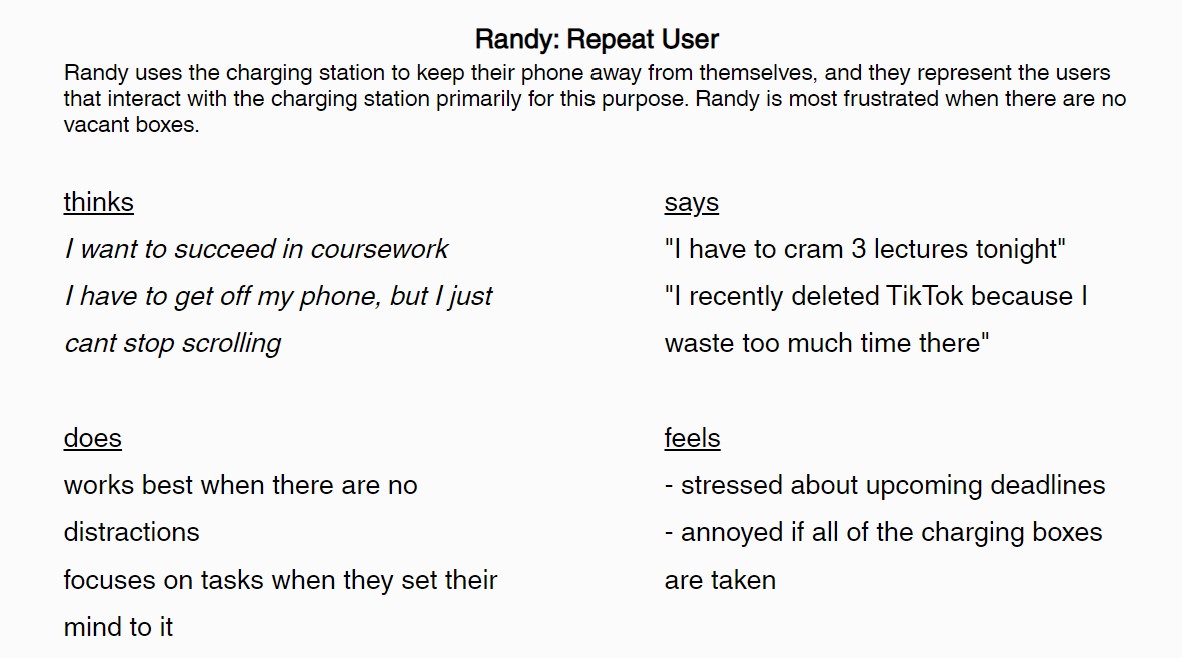 Randy: Repeat User
Randy uses the charging station to keep their phone away from themselves, and they represent the users
that interact with the charging station primarily for this purpose. Randy is most frustrated when there are no
vacant boxes.
thinks
I want to succeed in coursework
I have to get off my phone, but I just
cant stop scrolling
says
"I have to cram 3 lectures tonight"
"I recently deleted TikTok because I
waste too much time there"
does
works best when there are no
distractions
focuses on tasks when they set their
mind to it
feels
- stressed about upcoming deadlines
- annoyed if all of the charging boxes
are taken